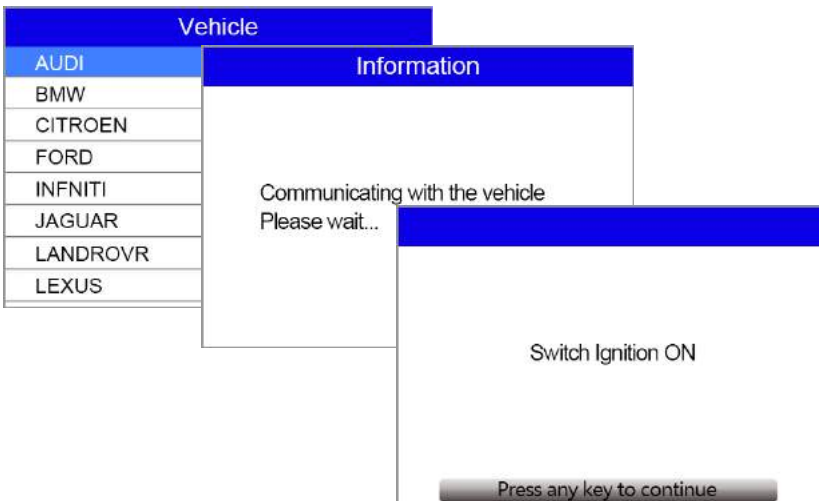 Vehicle
AUDI
BMW
CITROEN
FORD
INFNITI
JAGUAR
LANDROVR
LEXUS
Information
Communicating with the vehicle
Please wait...
Switch Ignition ON
Press any key to continue